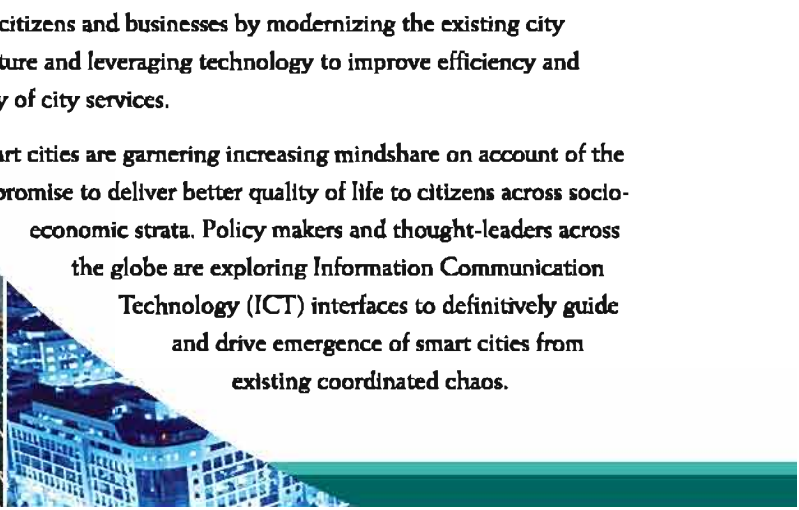 citizens and businesses by modernizing the existing city
ture and leveraging technology to improve efficiency and
y of city services.
art cities are garnering increasing mindshare on account of the
promise to deliver better quality of life to citizens across socio-
economic strata. Policy makers and thought-leaders across
the globe are exploring Information Communication
Technology (ICT) interfaces to definitively guide
and drive emergence of smart cities from
existing coordinated chaos.